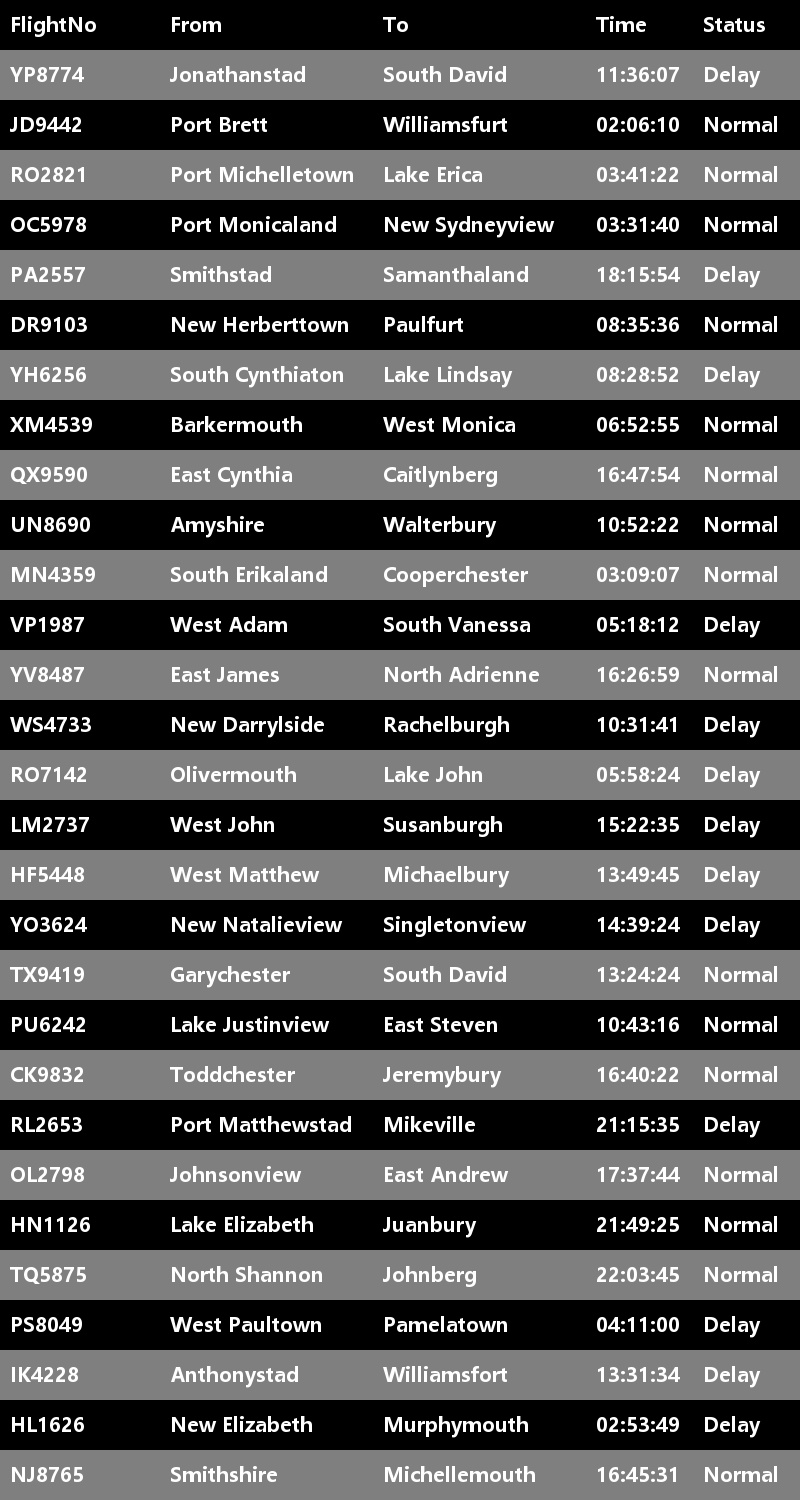 FlightNo From To Time Status
YP8774 Jonathanstad South David 11:36:07 Delay
JD9442 Port Brett Williamsfurt 02:06:10 Normal
RO2821 Port Michelletown Lake Erica 03:41:22 Normal
OC5978 Port Monicaland New Sydneyview 03:31:40 Normal
PA2557 Smithstad Samanthaland 18:15:54 Delay
DR9103 New Herberttown Paulfurt 08:35:36 Normal
YH6256 South Cynthiaton Lake Lindsay 08:28:52 Delay
XM4539 Barkermouth West Monica 06:52:55 Normal
QX9590 East Cynthia Caitlynberg 16:47:54 Normal
UN8690 Amyshire Walterbury 10:52:22 Normal
MN4359 South Erikaland Cooperchester 03:09:07 Normal
VP1987 West Adam South Vanessa 05:18:12 Delay
YV8487 East James North Adrienne 16:26:59 Normal
WS4733 New Darrylside Rachelburgh 10:31:41 Delay
RO7142 Olivermouth Lake John 05:58:24 Delay
LM2737 West John Susanburgh 15:22:35 Delay
HF5448 West Matthew Michaelbury 13:49:45 Delay
YO3624 New Natalieview Singletonview 14:39:24 Delay
TX9419 Garychester South David 13:24:24 Normal
PU6242 Lake Justinview East Steven 10:43:16 Normal
CK9832 Toddchester Jeremybury 16:40:22 Normal
RL2653 Port Matthewstad Mikeville 21:15:35 Delay
OL2798 Johnsonview East Andrew 17:37:44 Normal
HN1126 Lake Elizabeth Juanbury 21:49:25 Normal
TQ5875 North Shannon Johnberg 22:03:45 Normal
PS8049 West Paultown Pamelatown 04:11:00 Delay
IK4228 Anthonystad Williamsfort 13:31:34 Delay
HL1626 New Elizabeth Murphymouth 02:53:49 Delay
NJ8765 Smithshire Michellemouth 16:45:31 Normal